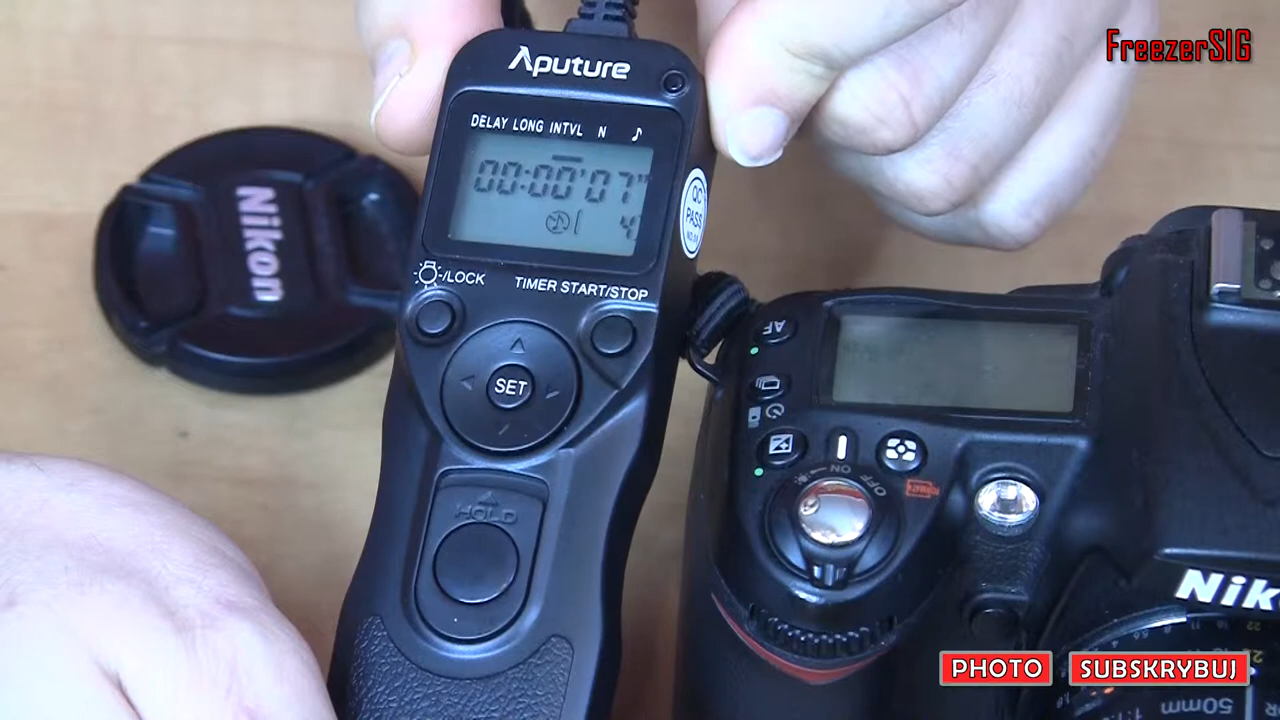 FreezerSIG
Aputure
DELAY LONG INTVL N ♪
00:00'07"
4
QC
PASS
/LOCK TIMER START/STOP
SET
HOLD
Nikon
AF
ON
OFF
Nik
50mm
PHOTO SUBSKRYBUJ